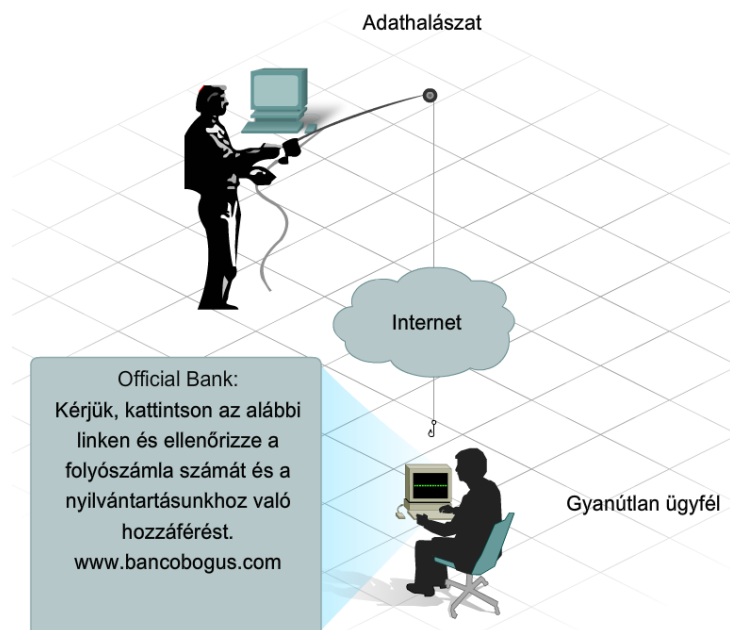 Adathalászat
Internet
Official Bank:
Kérjük, kattintson az alábbi
linken és ellenőrizze a
folyószámla számát és a
nyilvántartásunkhoz való
hozzáférést.
www.bancobogus.com
Gyanútlan ügyfél